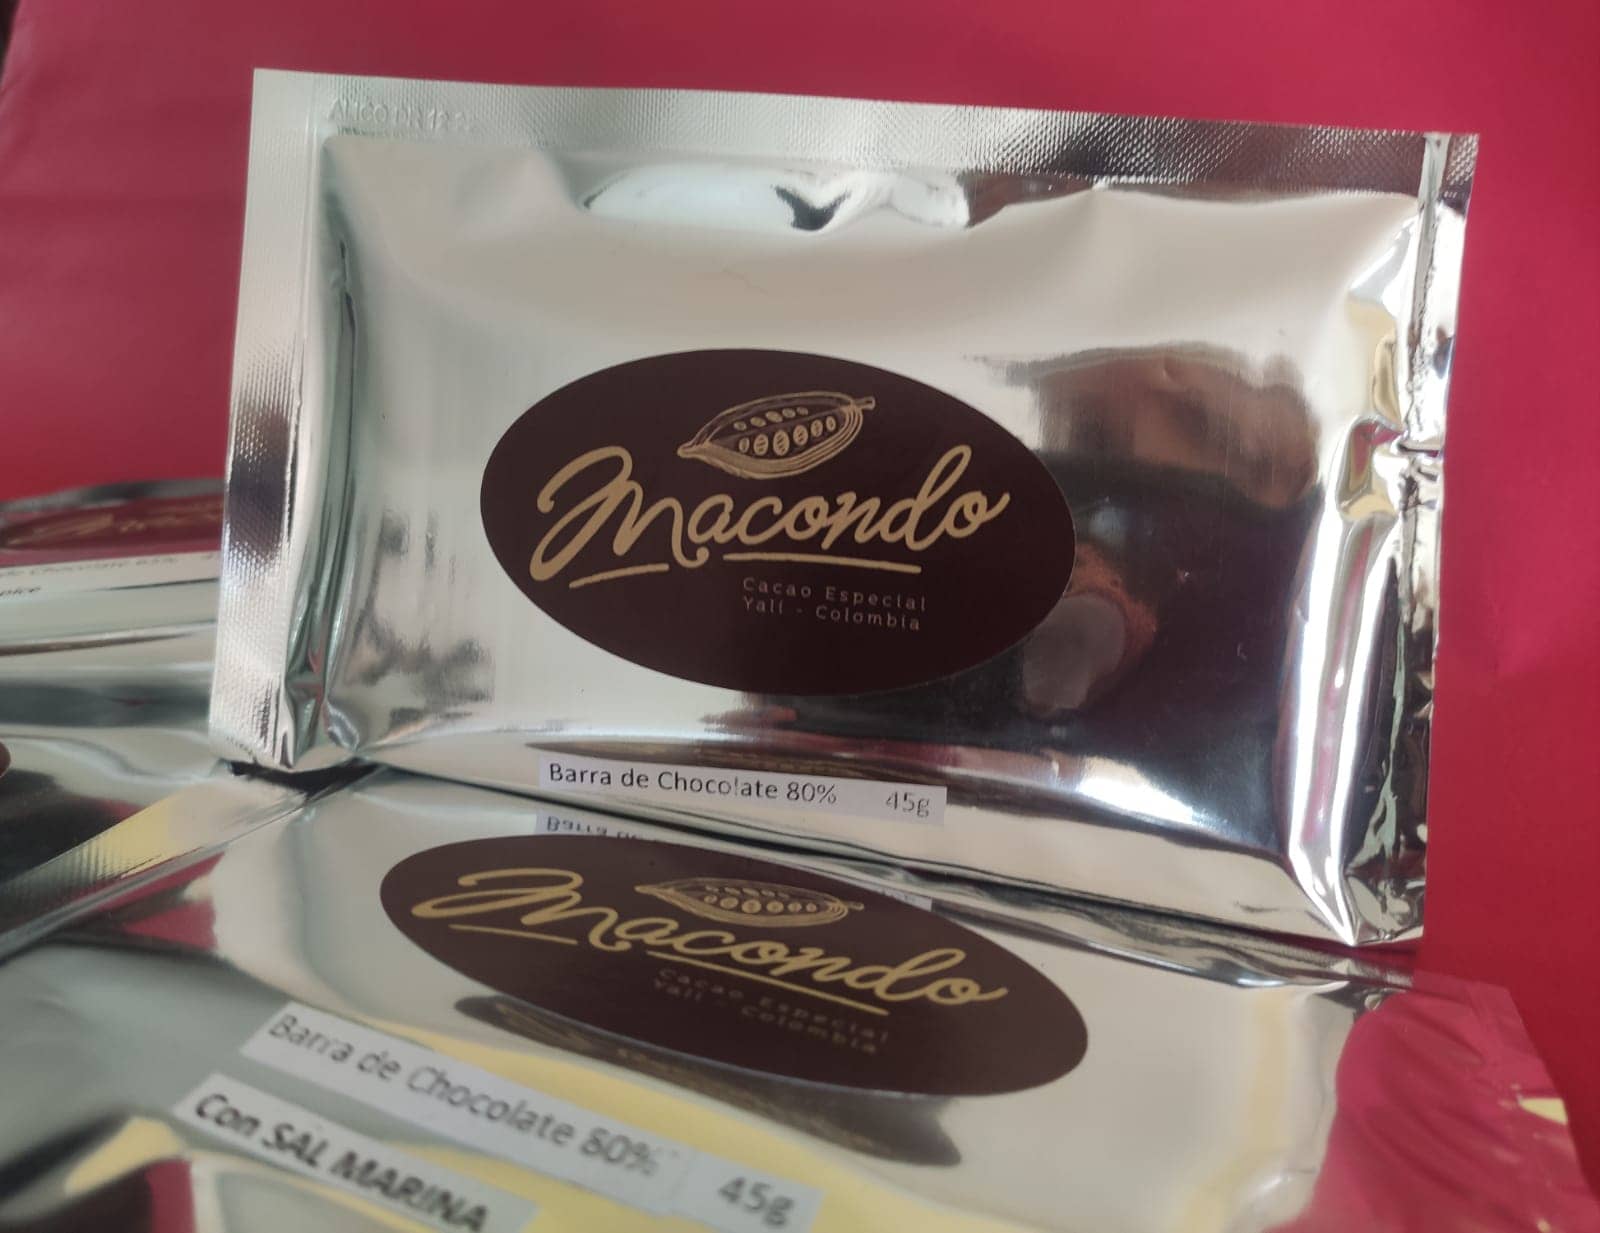 Macondo
Cacao Especial
Yalí - Colombia
Barra de Chocolate 80% 45g
Macondo
Cacao Especial
Yalí - Colombia
Barra de Chocolate 80% 45g
Con SAL MARINA